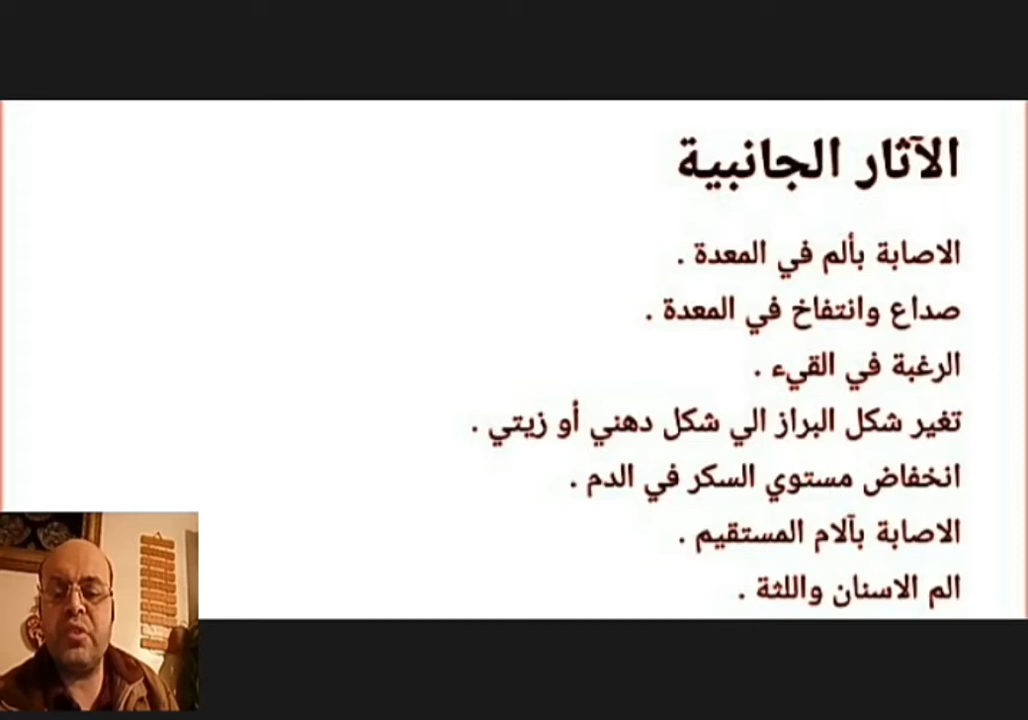 الآثار الجانبية
الاصابة بألم في المعدة .
صداع وانتفاخ في المعدة .
الرغبة في القيء .
تغير شكل البراز الي شكل دهني أو زيتي .
انخفاض مستوي السكر في الدم .
الاصابة بآلام المستقيم .
الم الاسنان واللثة .